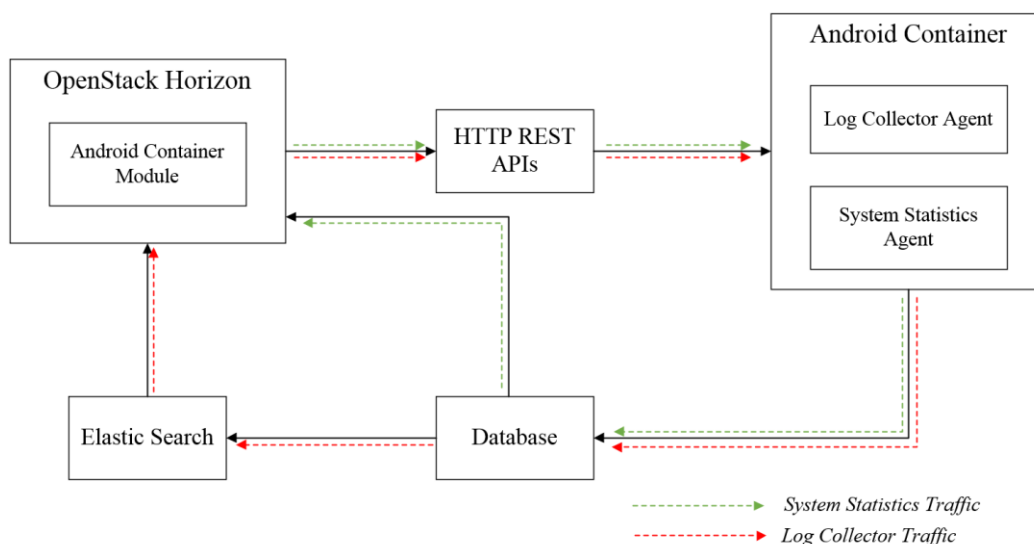 OpenStack Horizon
Android Container
Module
HTTP REST
APIs
Android Container
Log Collector Agent
System Statistics
Agent
Elastic Search
Database
System Statistics Traffic
Log Collector Traffic